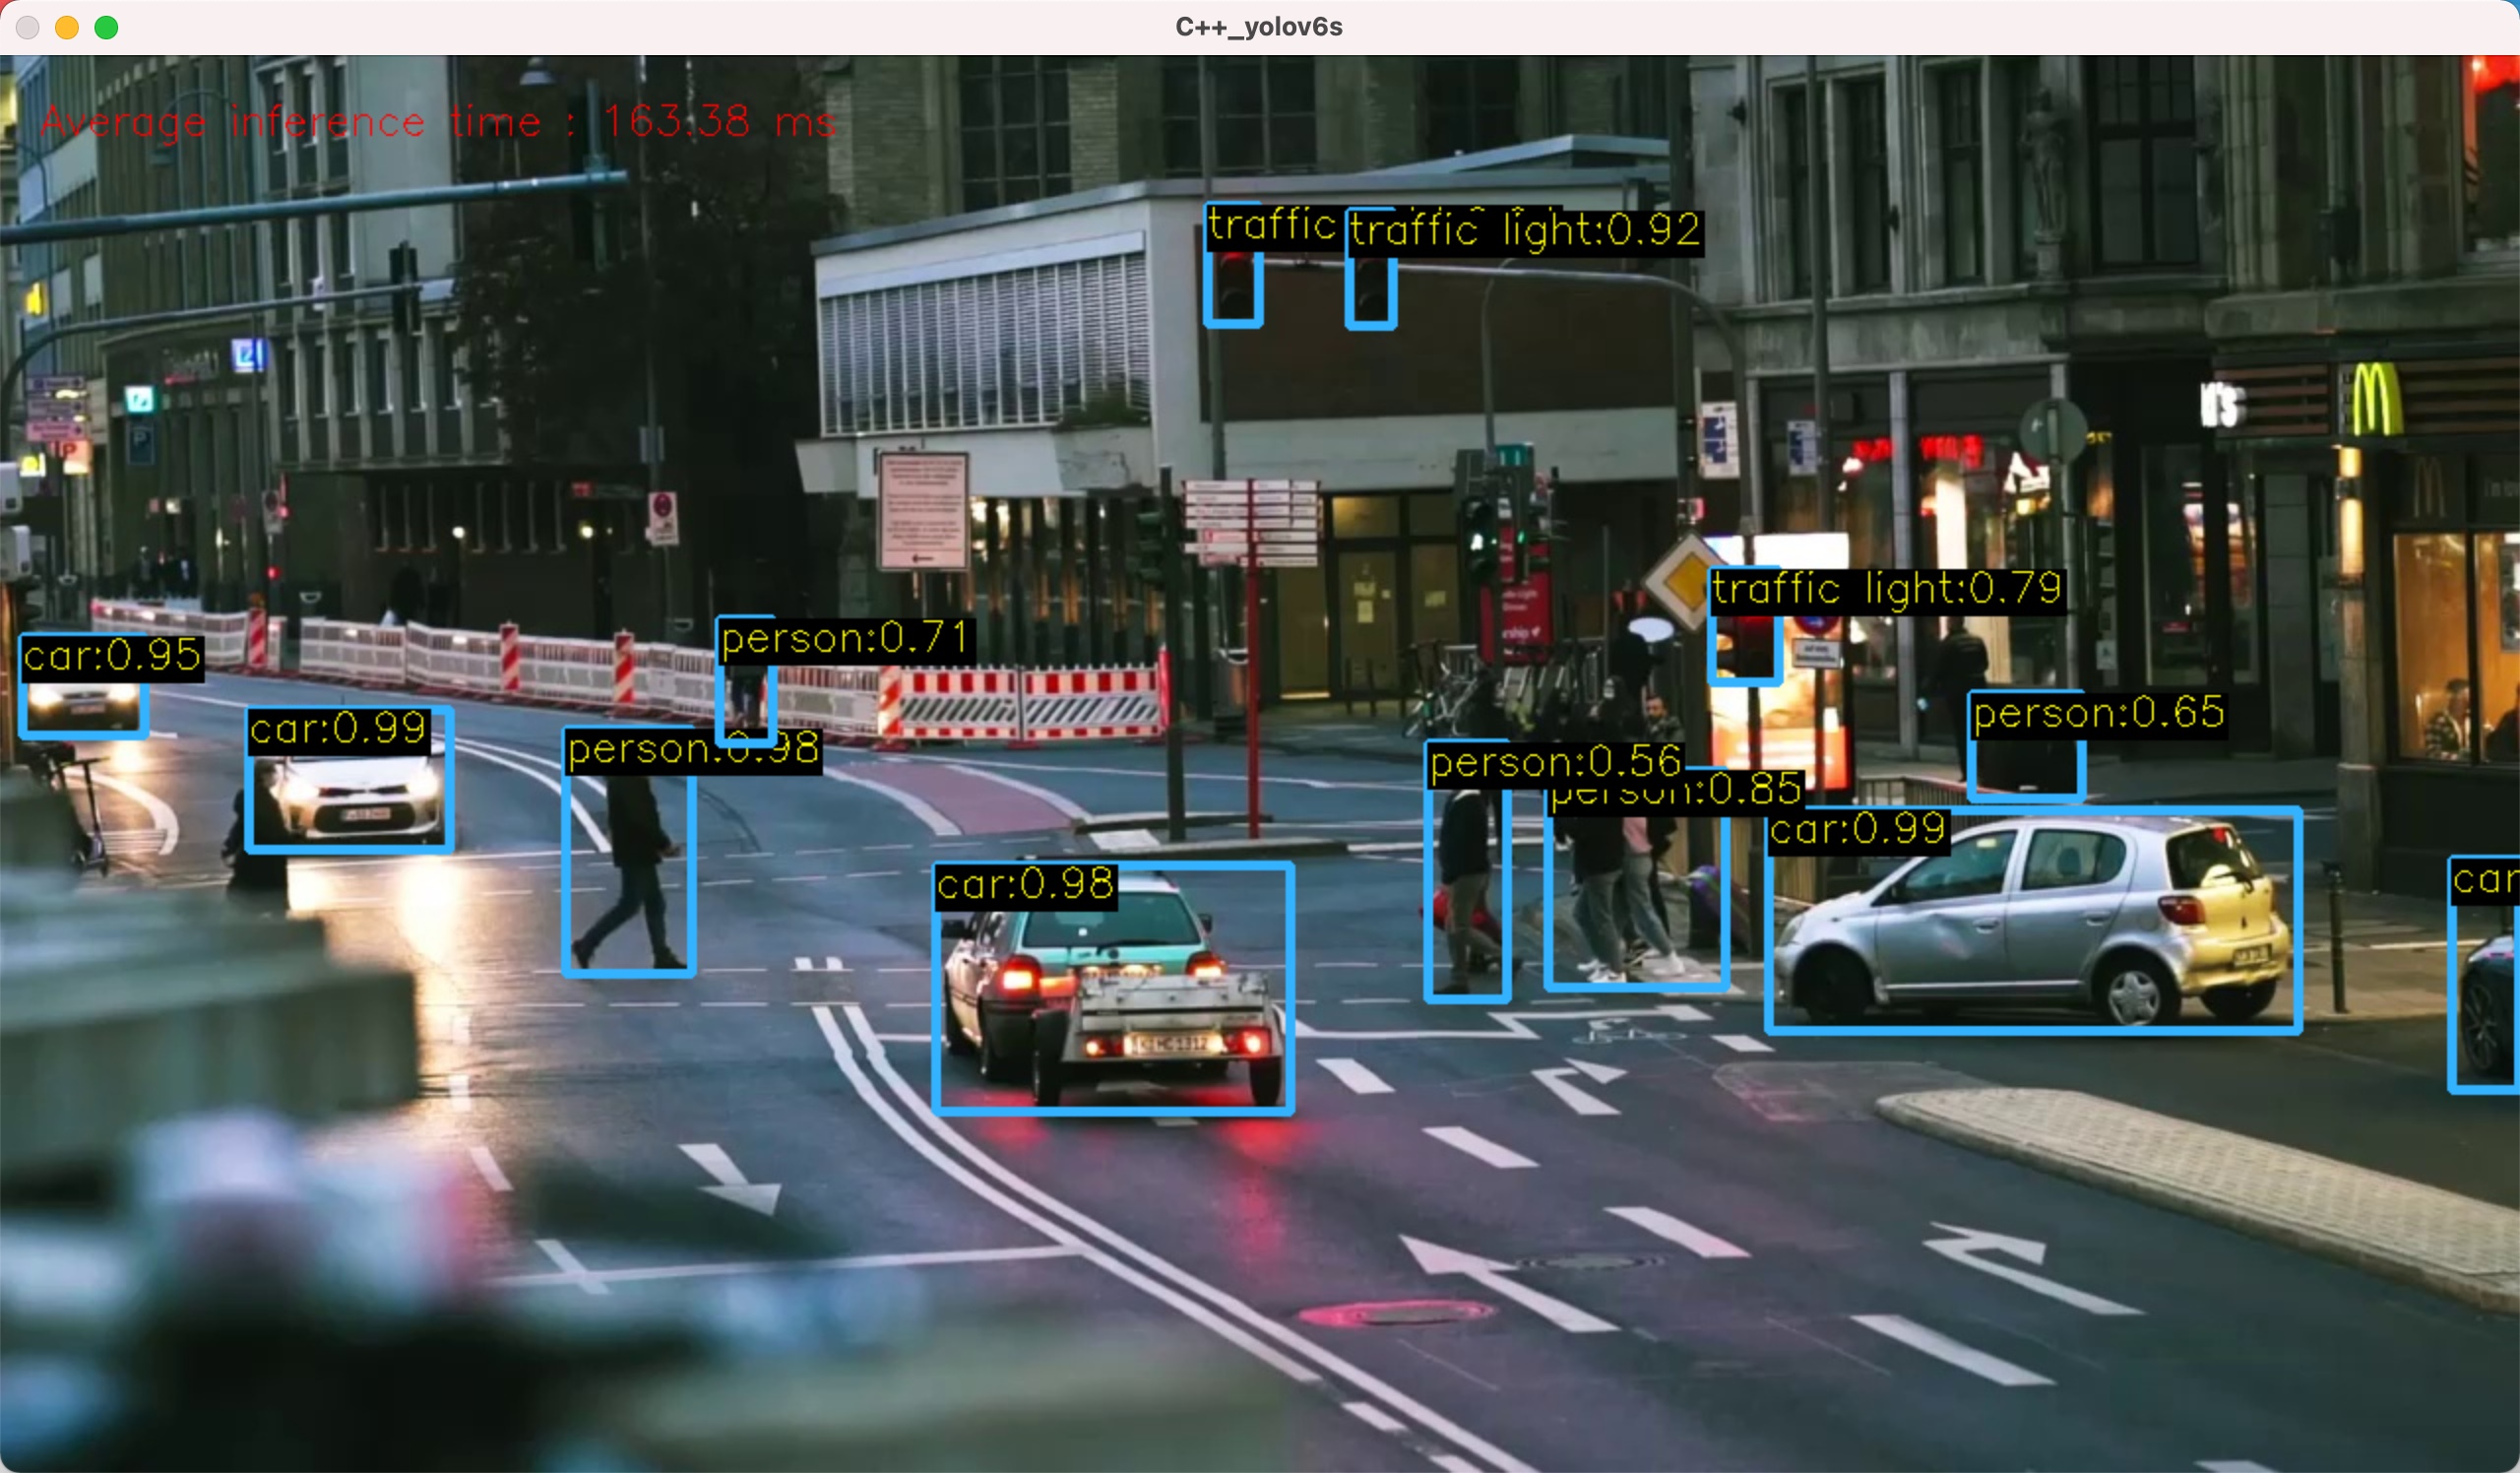 C++_yolov6s
Average inference time : 163.38 ms
traffic
traffic light:0.92
P
P
traffic light:0.79
person:0.71
car:0.95
car:0.99
person:0.98
person:0.65
person:0.56
person:0.85
car:0.99
car:0.98
car